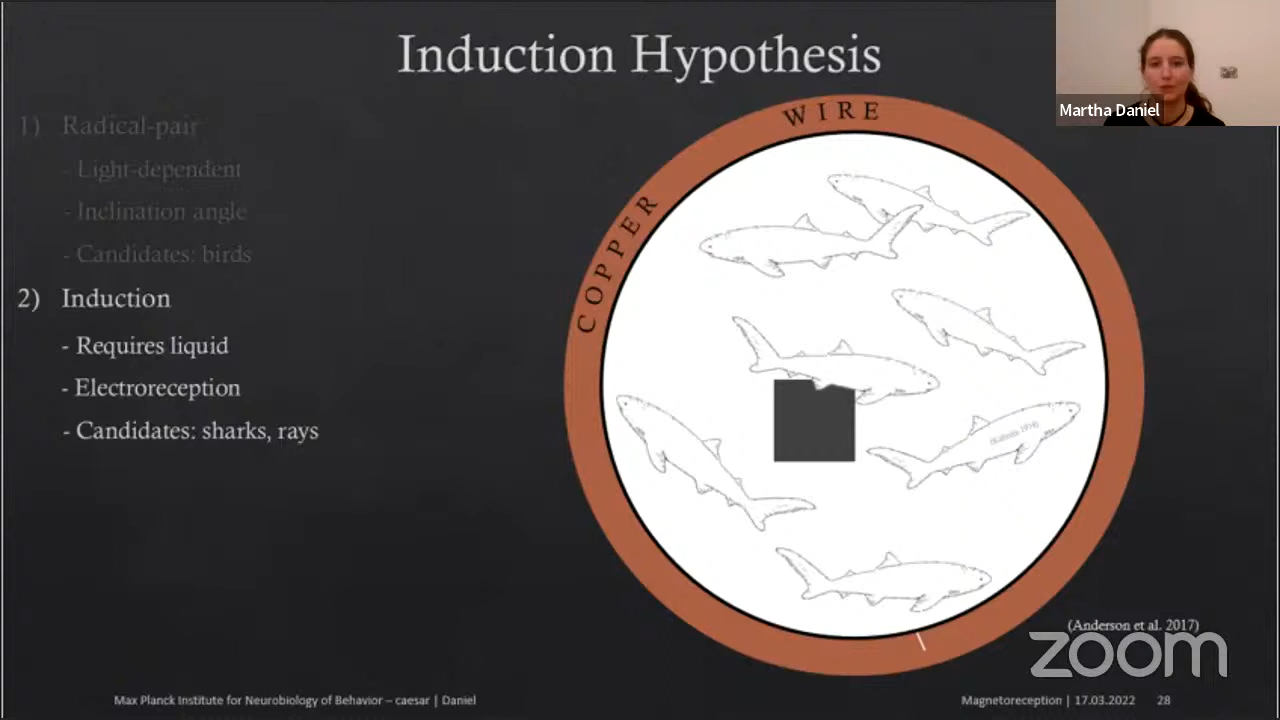 Induction Hypothesis
Martha Daniel
1) Radical-pair
- Light-dependent
- Inclination angle
- Candidates: birds
2) Induction
- Requires liquid
- Electroreception
- Candidates: sharks, rays
COPPER WIRE
(Anderson et al. 2017)
zoom
Max Planck Institute for Neurobiology of Behavior – caesar | Daniel
Magnetoreception | 17.03.2022 28